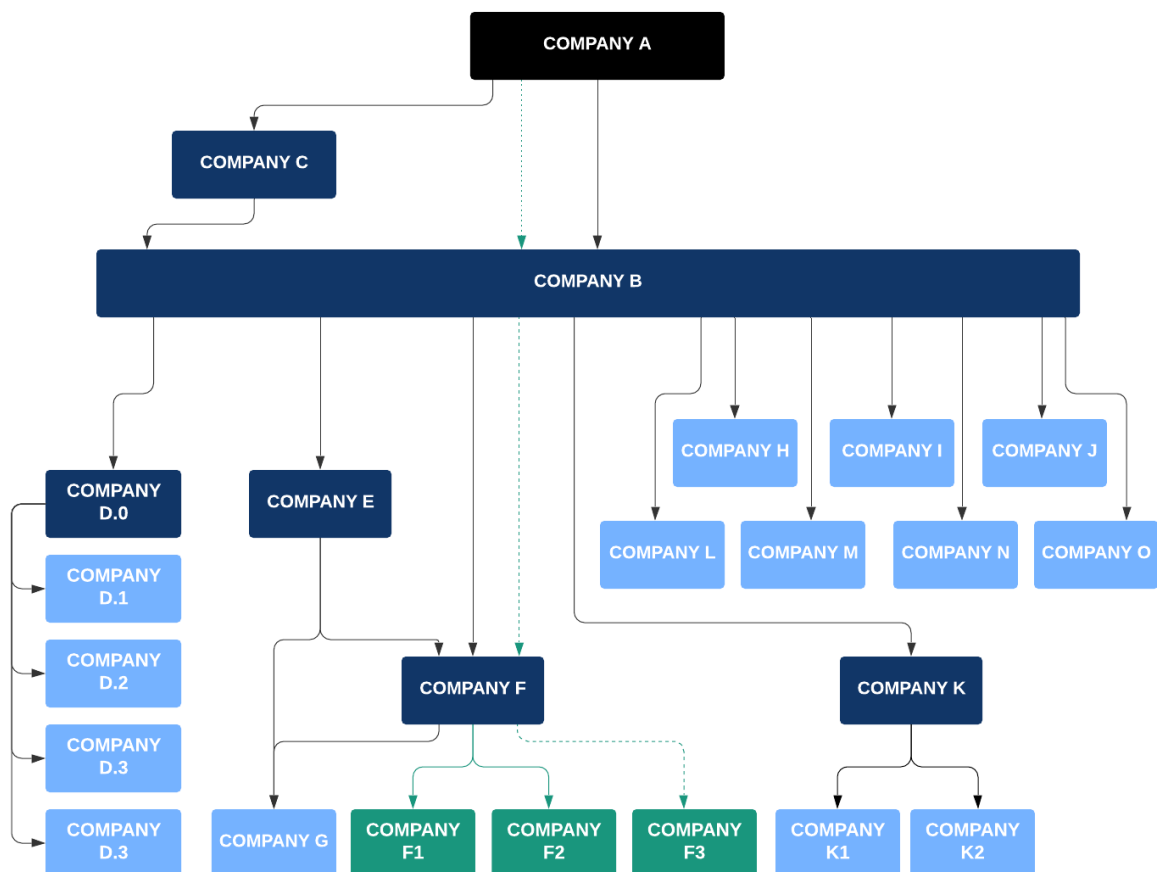 COMPANY A
COMPANY C
COMPANY B
COMPANY H
COMPANY I
COMPANY J
COMPANY
D.0
COMPANY E
COMPANY L
COMPANY M
COMPANY N
COMPANY O
COMPANY
D.1
COMPANY
D.2
COMPANY F
COMPANY K
COMPANY
D.3
COMPANY
D.3
COMPANY G
COMPANY
F1
COMPANY
F2
COMPANY
F3
COMPANY
K1
COMPANY
K2